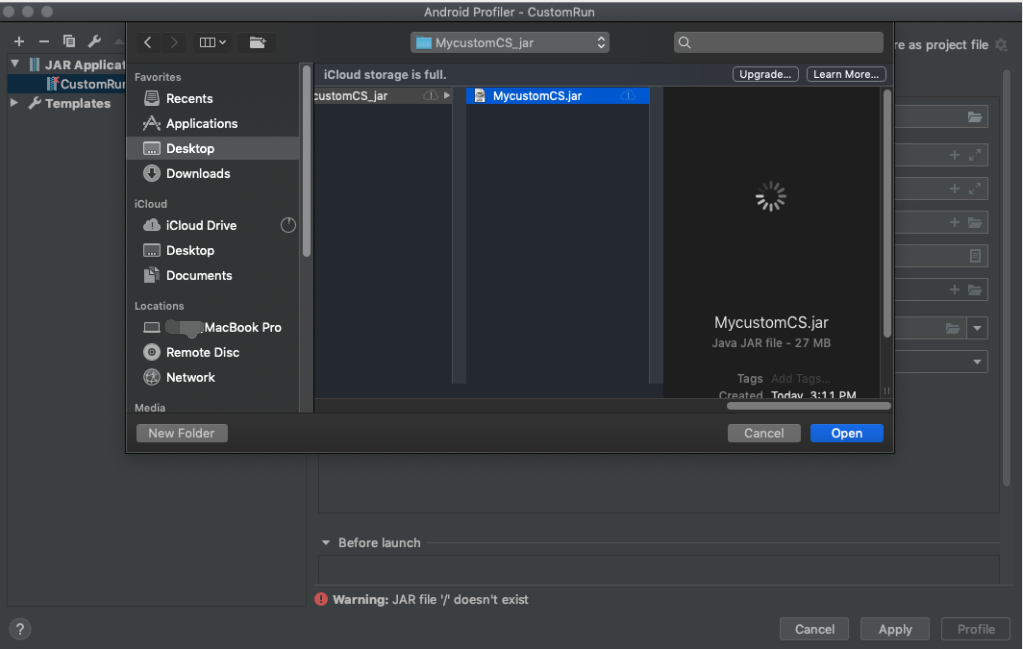 Android Profiler - CustomRun
MycustomCS_jar
re as project file
JAR Applicat
CustomRun
Templates
Favorites
Recents
Applications
Desktop
Downloads
iCloud
iCloud Drive
Desktop
Documents
Locations
MacBook Pro
Remote Disc
Network
Media
iCloud storage is full.
Upgrade...
Learn More...
customCS_jar
MycustomCS.jar
MycustomCS.jar
Java JAR file - 27 MB
Tags Add Tags...
Created Today, 3:11 PM
New Folder
Cancel
Open
Before launch
Warning: JAR file '/' doesn't exist
?
Cancel
Apply
Profile